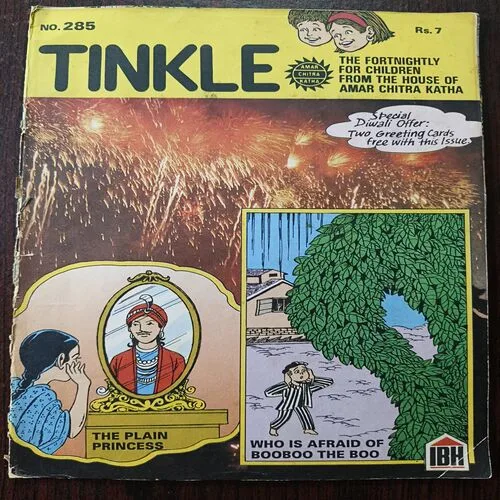 NO. 285
Rs. 7
TINKLE
AMAR
CHITRA
KATHA
THE FORTNIGHTLY
FOR CHILDREN
FROM THE HOUSE OF
AMAR CHITRA KATHA
Special
Diwali Offer:
Two Greeting Cards
free with this Issue
THE PLAIN
PRINCESS
WHO IS AFRAID OF
BOOBOO THE BOO
IBH